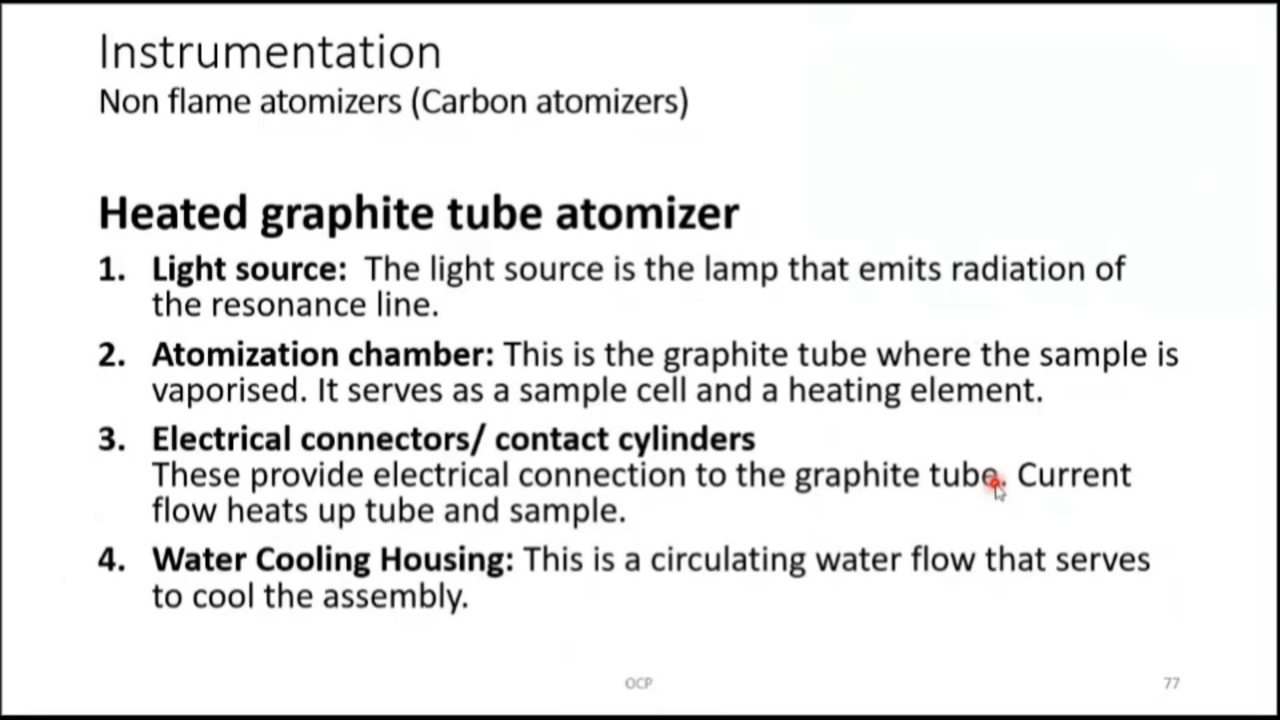 Instrumentation
Non flame atomizers (Carbon atomizers)
Heated graphite tube atomizer
1. Light source: The light source is the lamp that emits radiation of
the resonance line.
2. Atomization chamber: This is the graphite tube where the sample is
vaporised. It serves as a sample cell and a heating element.
3. Electrical connectors/ contact cylinders
These provide electrical connection to the graphite tube. Current
flow heats up tube and sample.
4. Water Cooling Housing: This is a circulating water flow that serves
to cool the assembly.
OCP
77